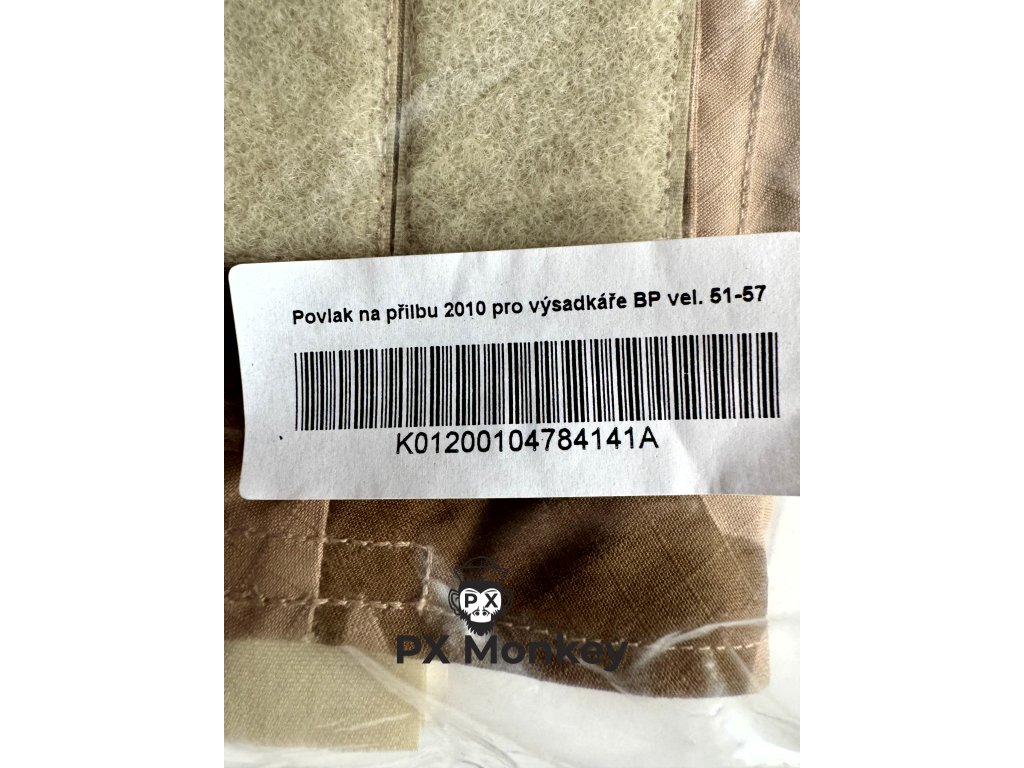 Povlak na přilbu 2010 pro výsadkáře BP vel. 51-57
K01200104784141A
PX
PX Monkey